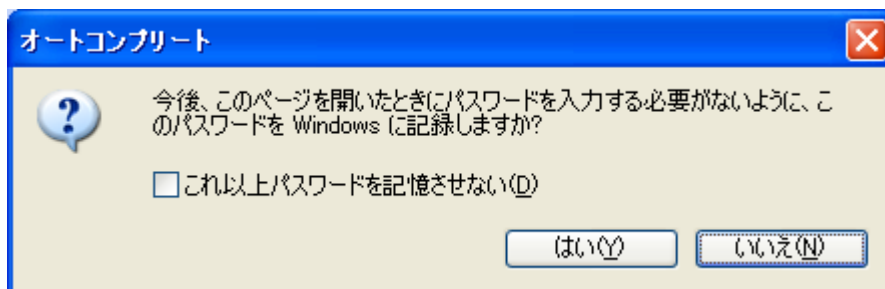 オートコンプリート
今後、このページを開いたときにパスワードを入力する必要がないように、こ
のパスワードを Windows に記録しますか?
これ以上パスワードを記憶させない(D)
はい(Y) いいえ(N)